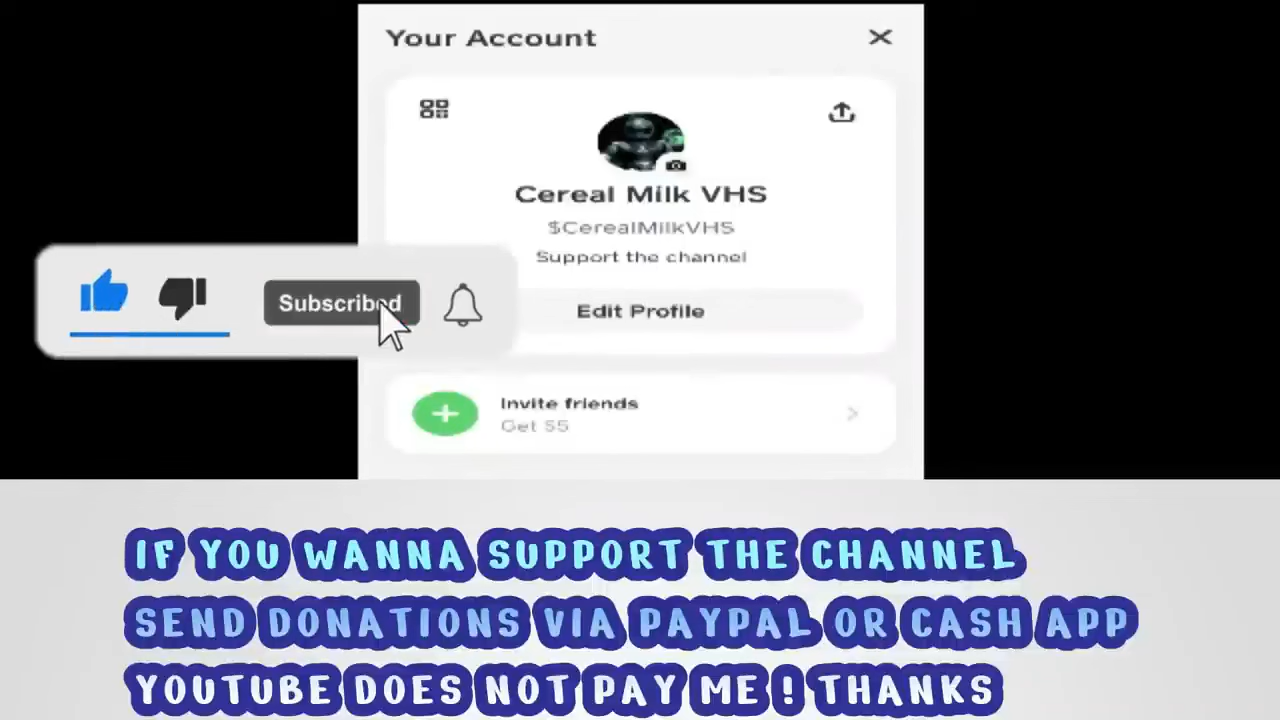 Your Account
Cereal Milk VHS
$CerealMilkVHS
Support the channel
Subscribed
Edit Profile
Invite friends
Get $5
IF YOU WANNA SUPPORT THE CHANNEL
SEND DONATIONS VIA PAYPAL OR CASH APP
YOUTUBE DOES NOT PAY ME ! THANKS